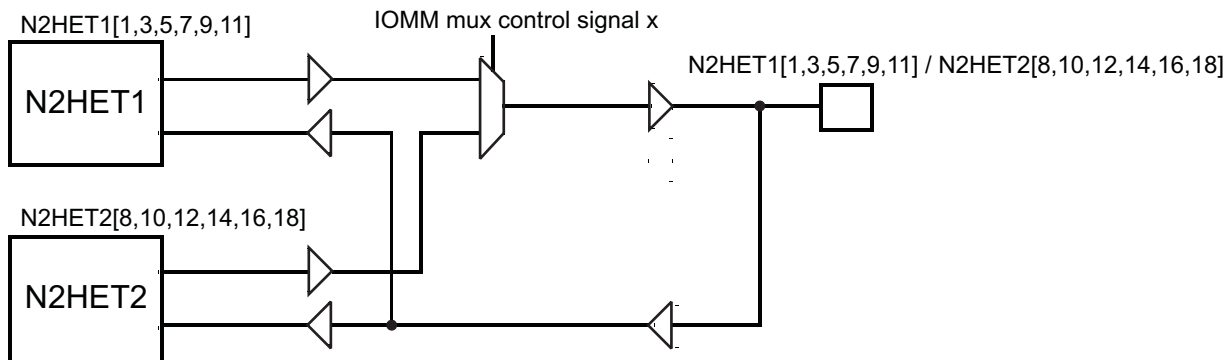 N2HET1[1,3,5,7,9,11]
IOMM mux control signal x
N2HET1[1,3,5,7,9,11] / N2HET2[8,10,12,14,16,18]
N2HET1
N2HET2[8,10,12,14,16,18]
N2HET2